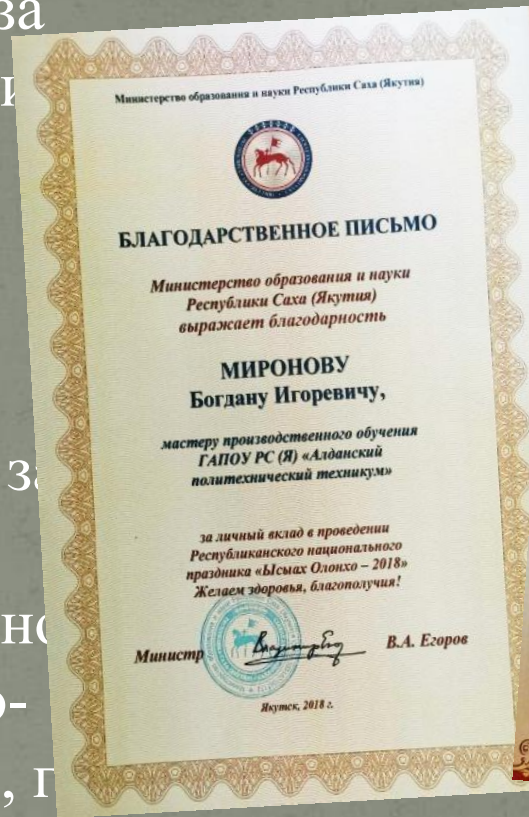 за
Министерство образования и науки Республики Саха (Якутия)
БЛАГОДАРСТВЕННОЕ ПИСЬМО
Министерство образования и науки
Республики Саха (Якутия)
выражает благодарность
МИРОНОВУ
Богдану Игоревичу,
мастеру производственного обучения
ГАПОУ РС (Я) «Алданский
политехнический техникум»
за личный вклад в проведении
Республиканского национального
праздника «Ысыах Олонхо – 2018»
Желаем здоровья, благополучия!
Министр В.А. Егоров
Якутск, 2018 г.